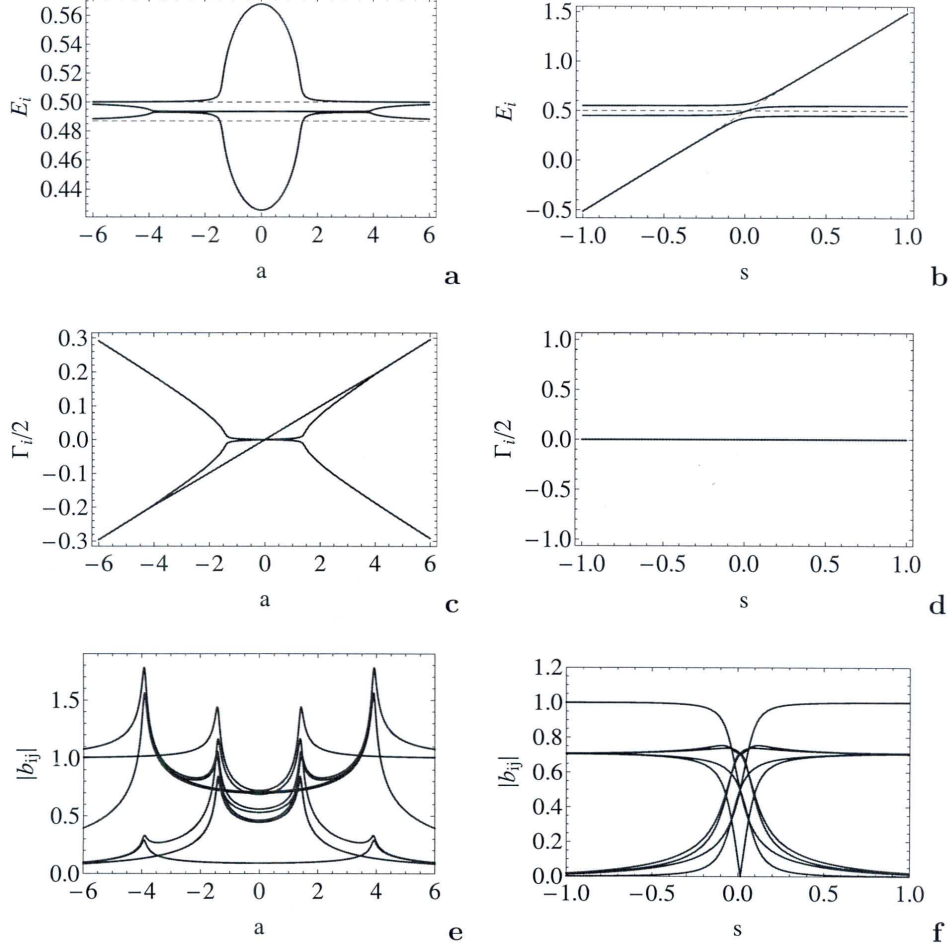 0.56
0.54
0.52
0.50
0.48
0.46
0.44
E_i
−6 −4 −2 0 2 4 6
a
a
1.5
1.0
0.5
0.0
−0.5
E_i
−1.0 −0.5 0.0 0.5 1.0
s
b
0.3
0.2
0.1
0.0
−0.1
−0.2
−0.3
Γ_i/2
−6 −4 −2 0 2 4 6
a
c
1.0
0.5
0.0
−0.5
−1.0
Γ_i/2
−1.0 −0.5 0.0 0.5 1.0
s
d
1.5
1.0
0.5
0.0
|b_ij|
−6 −4 −2 0 2 4 6
a
e
1.2
1.0
0.8
0.6
0.4
0.2
0.0
|b_ij|
−1.0 −0.5 0.0 0.5 1.0
s
f